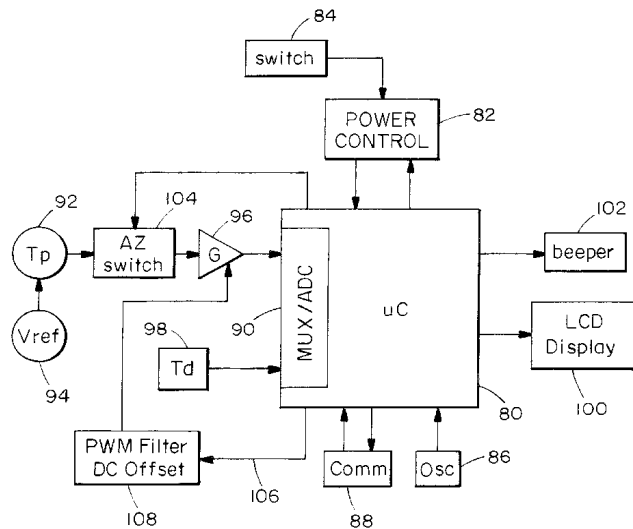 84
switch
POWER
CONTROL
82
92
104
96
102
Tp
AZ
switch
G
beeper
90
MUX/ADC
uC
Vref
94
98
Td
LCD
Display
100
80
PWM Filter
DC Offset
108
106
Comm
88
Osc
86